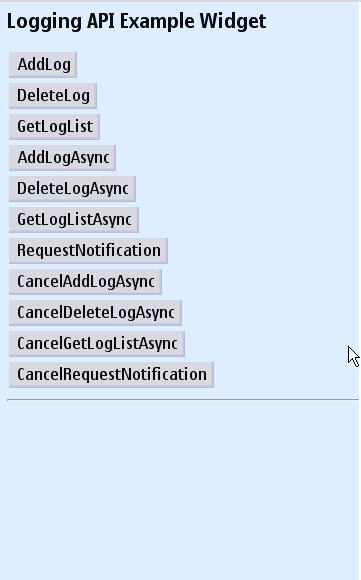 Logging API Example Widget
AddLog
DeleteLog
GetLogList
AddLogAsync
DeleteLogAsync
GetLogListAsync
RequestNotification
CancelAddLogAsync
CancelDeleteLogAsync
CancelGetLogListAsync
CancelRequestNotification